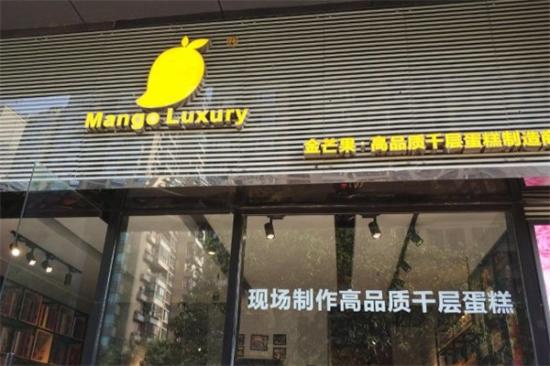 Mango Luxury
金芒果·高品质千层蛋糕制造商
现场制作高品质千层蛋糕